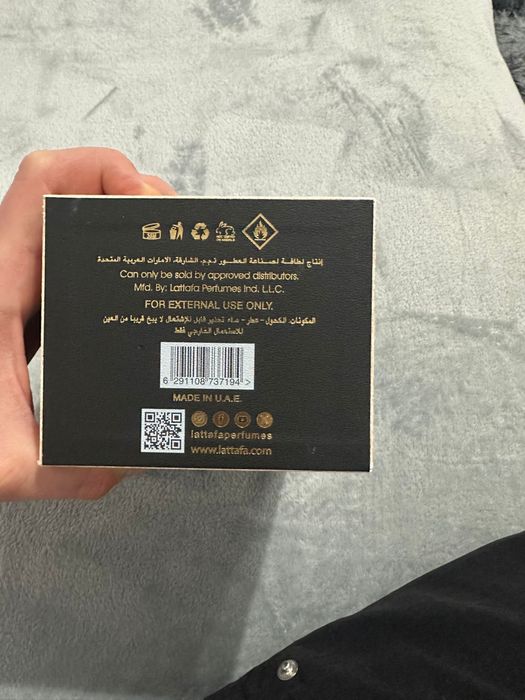 إنتاج لطافة لصناعة العطور ذ.م.م. الشارقة، الامارات العربية المتحدة
Can only be sold by approved distributors.
Mfd. By: Lattafa Perfumes Ind. L.L.C.
FOR EXTERNAL USE ONLY.
المكونات: الكحول - عطر - ماء تحذير قابل للإشتعال لا يبخ قريبا من العين
للاستعمال الخارجي فقط
6 291108 737194 >
MADE IN U.A.E.
lattafaperfumes
www.lattafa.com